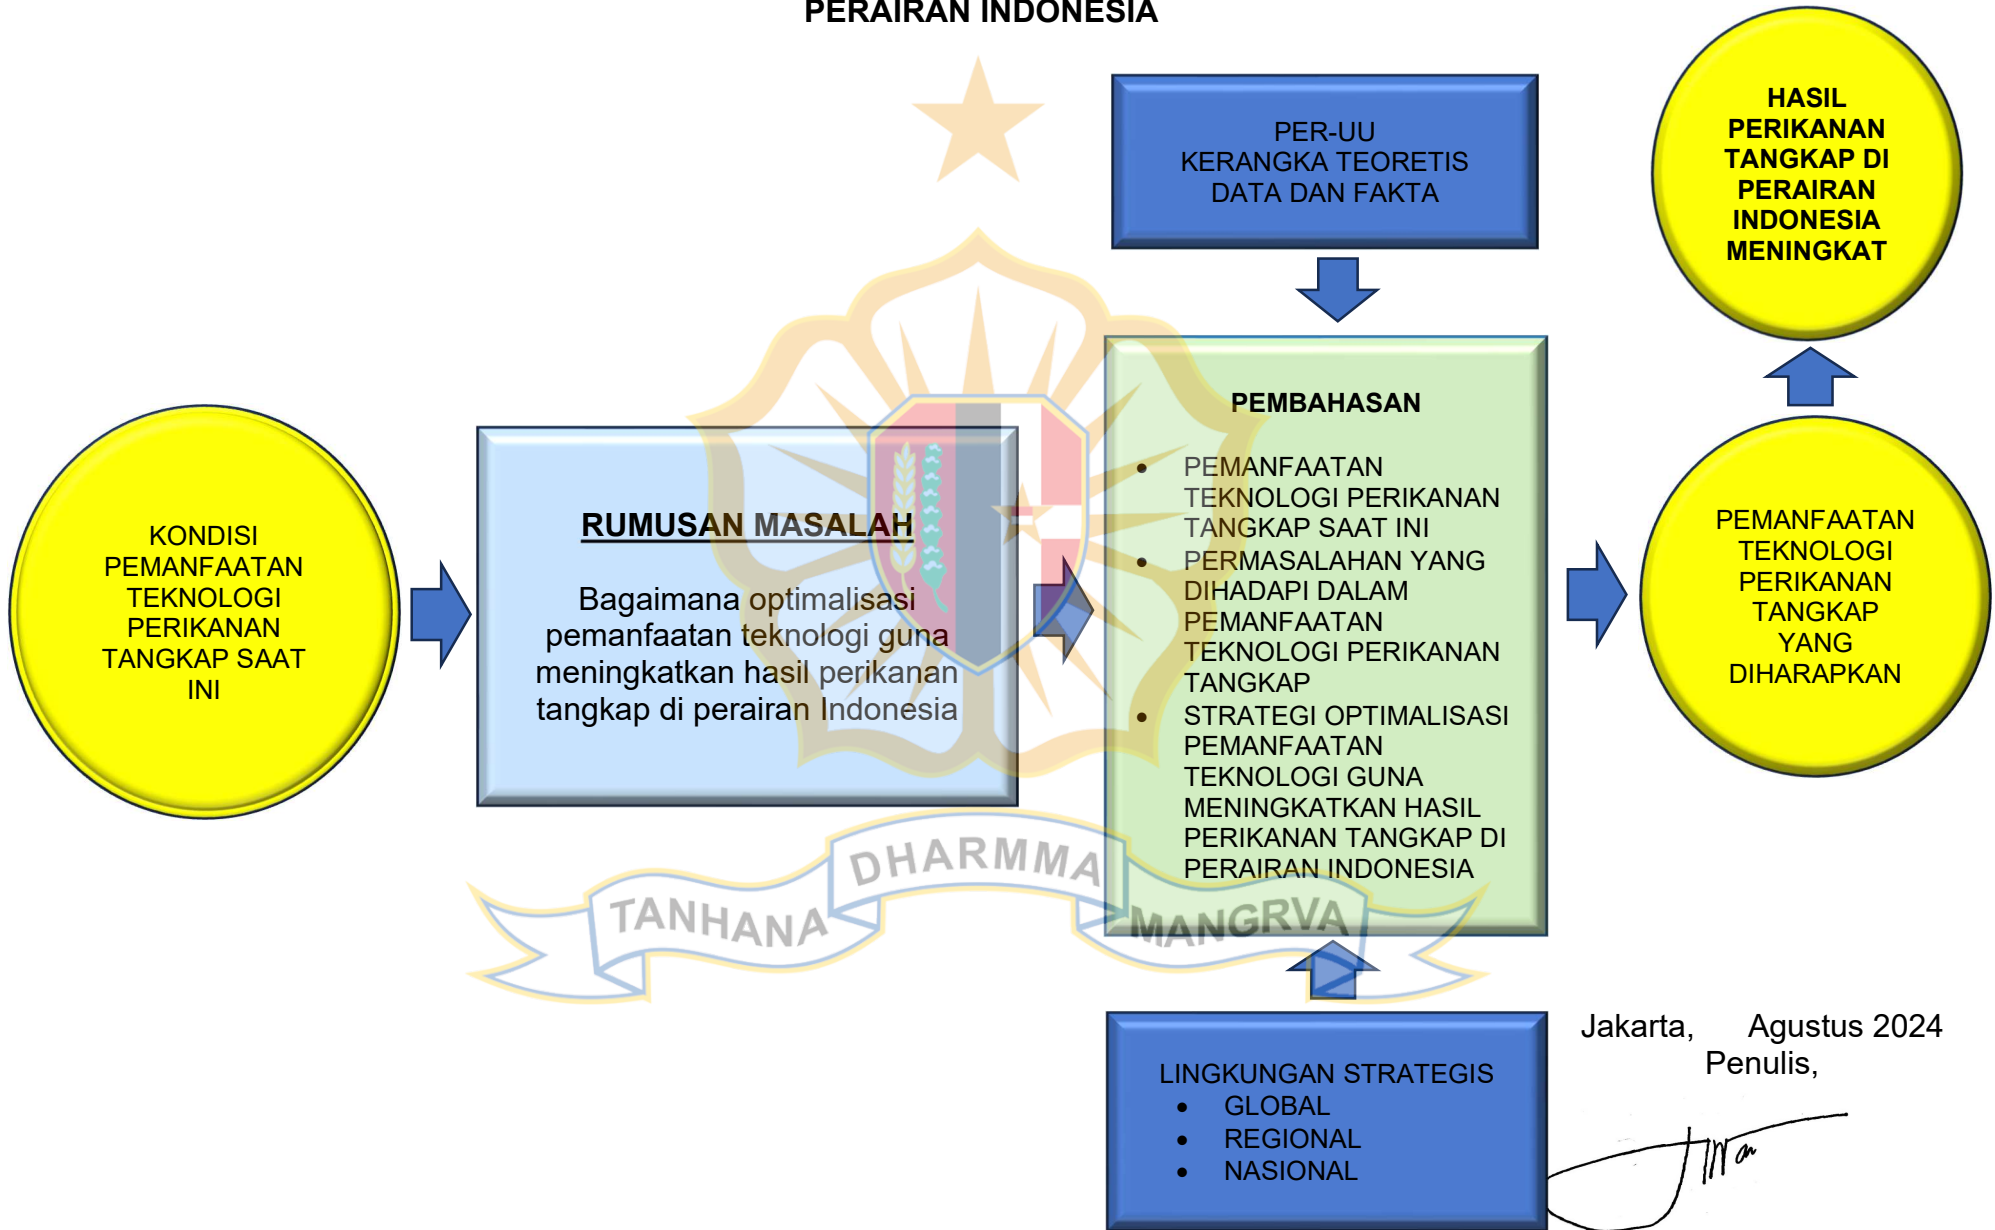 PERAIRAN INDONESIA
KONDISI
PEMANFAATAN
TEKNOLOGI
PERIKANAN
TANGKAP SAAT
INI
RUMUSAN MASALAH
Bagaimana optimalisasi
pemanfaatan teknologi guna
meningkatkan hasil perikanan
tangkap di perairan Indonesia
PER-UU
KERANGKA TEORETIS
DATA DAN FAKTA
PEMBAHASAN
• PEMANFAATAN
TEKNOLOGI PERIKANAN
TANGKAP SAAT INI
• PERMASALAHAN YANG
DIHADAPI DALAM
PEMANFAATAN
TEKNOLOGI PERIKANAN
TANGKAP
• STRATEGI OPTIMALISASI
PEMANFAATAN
TEKNOLOGI GUNA
MENINGKATKAN HASIL
PERIKANAN TANGKAP DI
PERAIRAN INDONESIA
LINGKUNGAN STRATEGIS
• GLOBAL
• REGIONAL
• NASIONAL
PEMANFAATAN
TEKNOLOGI
PERIKANAN
TANGKAP
YANG
DIHARAPKAN
HASIL
PERIKANAN
TANGKAP DI
PERAIRAN
INDONESIA
MENINGKAT
TANHANA DHARMMA MANGRVA
Jakarta, Agustus 2024
Penulis,